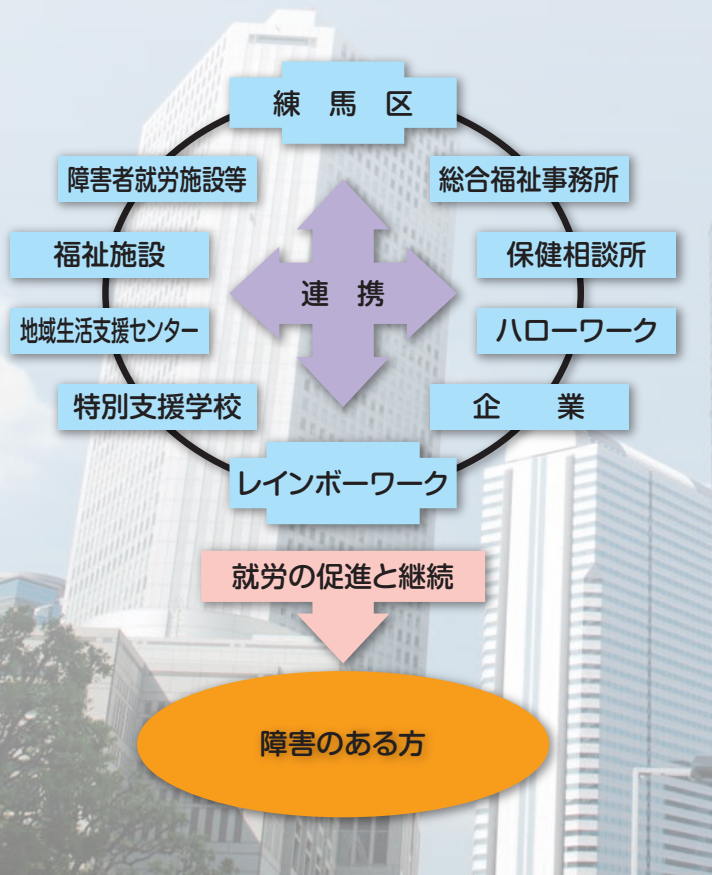 練馬区
障害者就労施設等
総合福祉事務所
福祉施設
保健相談所
連携
地域生活支援センター
ハローワーク
特別支援学校
企業
レインボーワーク
就労の促進と継続
障害のある方